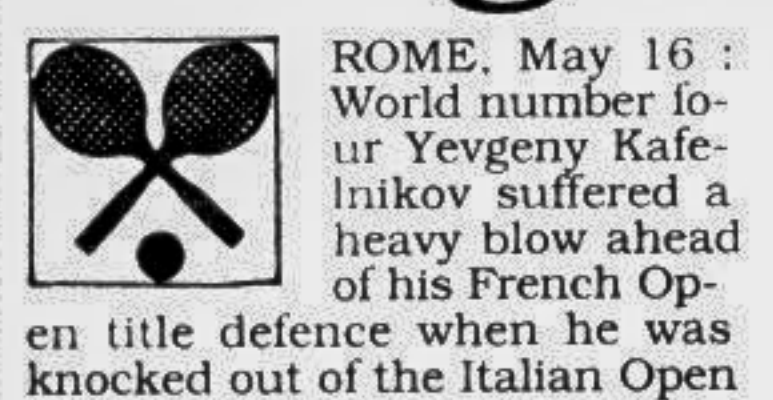 ROME, May 16 :
World number fo-
ur Yevgeny Kafe-
lnikov suffered a
heavy blow ahead
of his French Op-
en title defence when he was
knocked out of the Italian Open